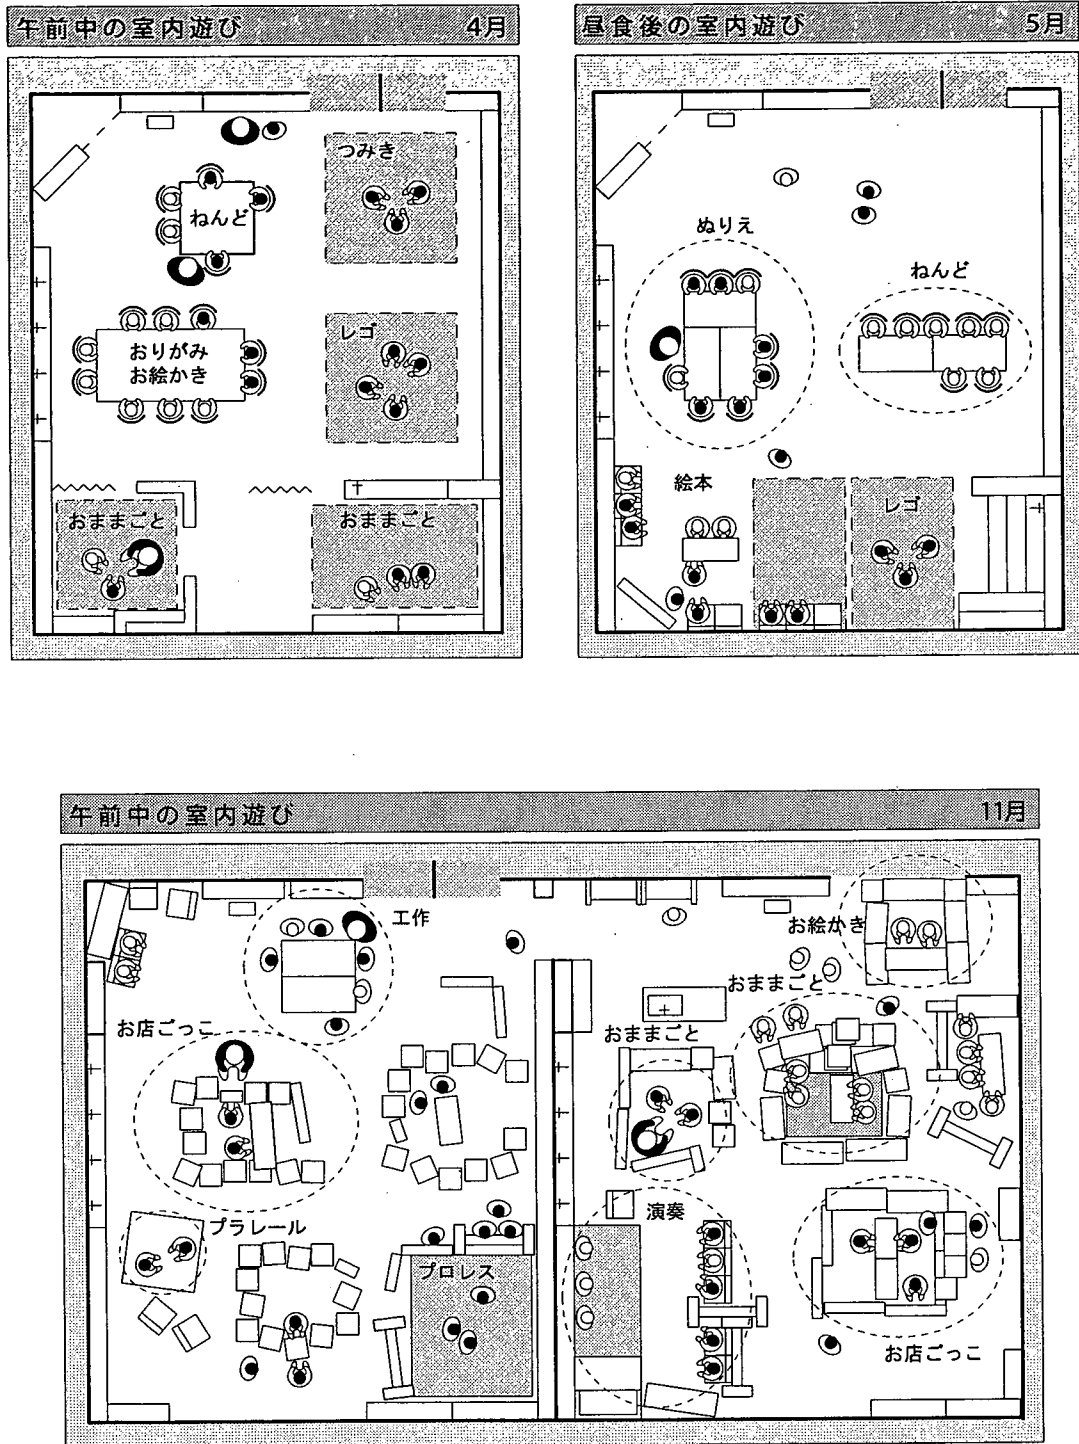 午前中の室内遊び 4月
つみき
ねんど
レゴ
おりがみ
お絵かき
おままごと
おままごと
昼食後の室内遊び 5月
ぬりえ
ねんど
絵本
レゴ
午前中の室内遊び 11月
工作
お絵かき
おままごと
お店ごっこ
おままごと
プラレール
演奏
プロレス
お店ごっこ